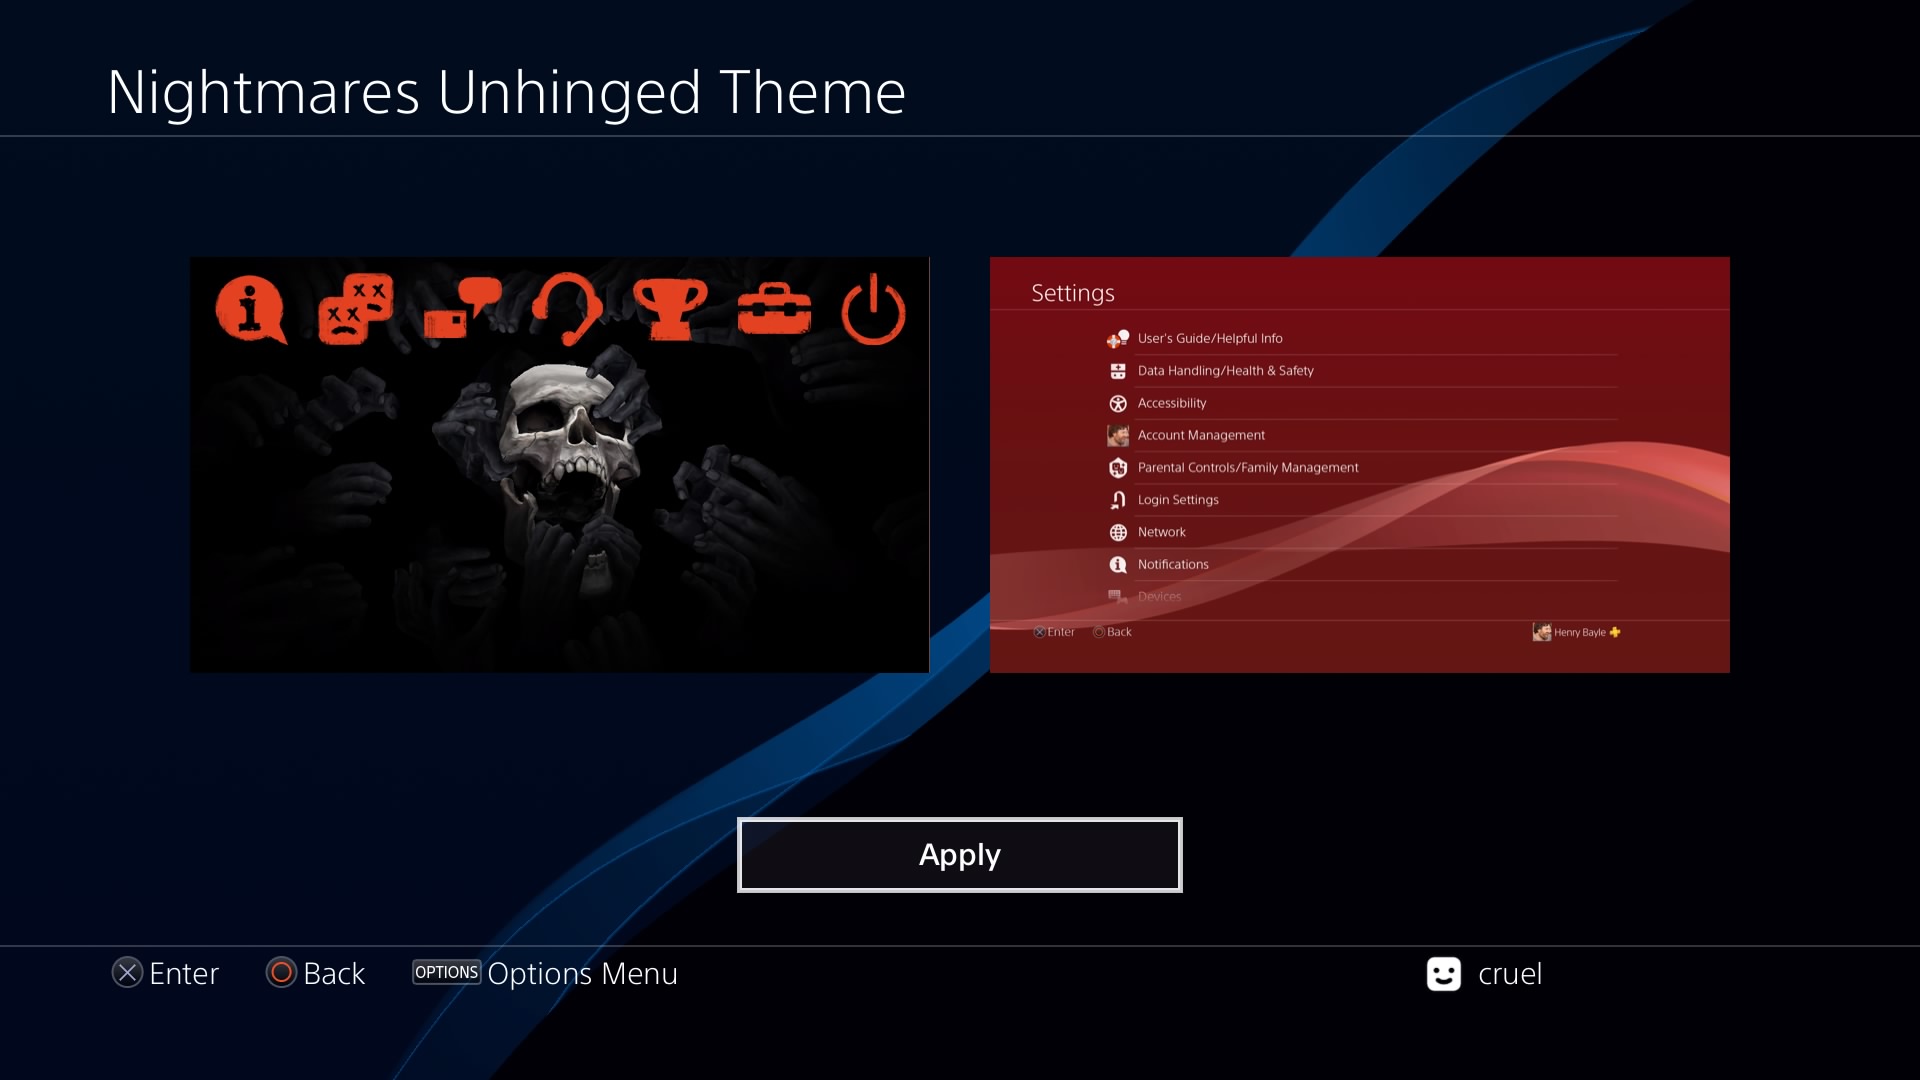 Nightmares Unhinged Theme
Settings
User's Guide/Helpful Info
Data Handling/Health & Safety
Accessibility
Account Management
Parental Controls/Family Management
Login Settings
Network
Notifications
Devices
Enter Back Henry Bayle
Apply
Enter Back OPTIONS Options Menu cruel